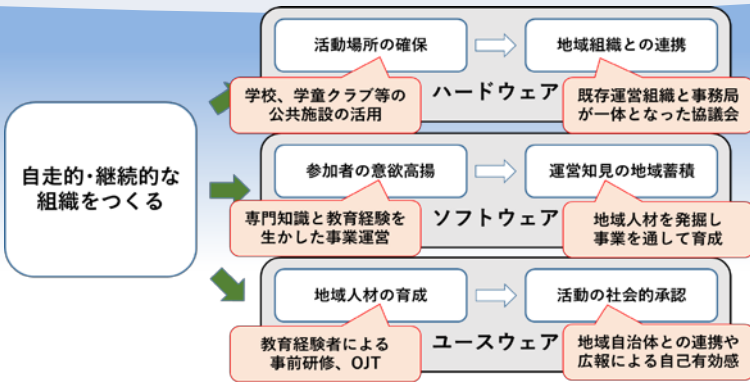 自走的･継続的な
組織をつくる
活動場所の確保
地域組織との連携
学校、学童クラブ等の
公共施設の活用
ハードウェア
既存運営組織と事務局
が一体となった協議会
参加者の意欲高揚
運営知見の地域蓄積
専門知識と教育経験を
生かした事業運営
ソフトウェア
地域人材を発掘し
事業を通して育成
地域人材の育成
活動の社会的承認
教育経験者による
事前研修、OJT
ユースウェア
地域自治体との連携や
広報による自己有効感